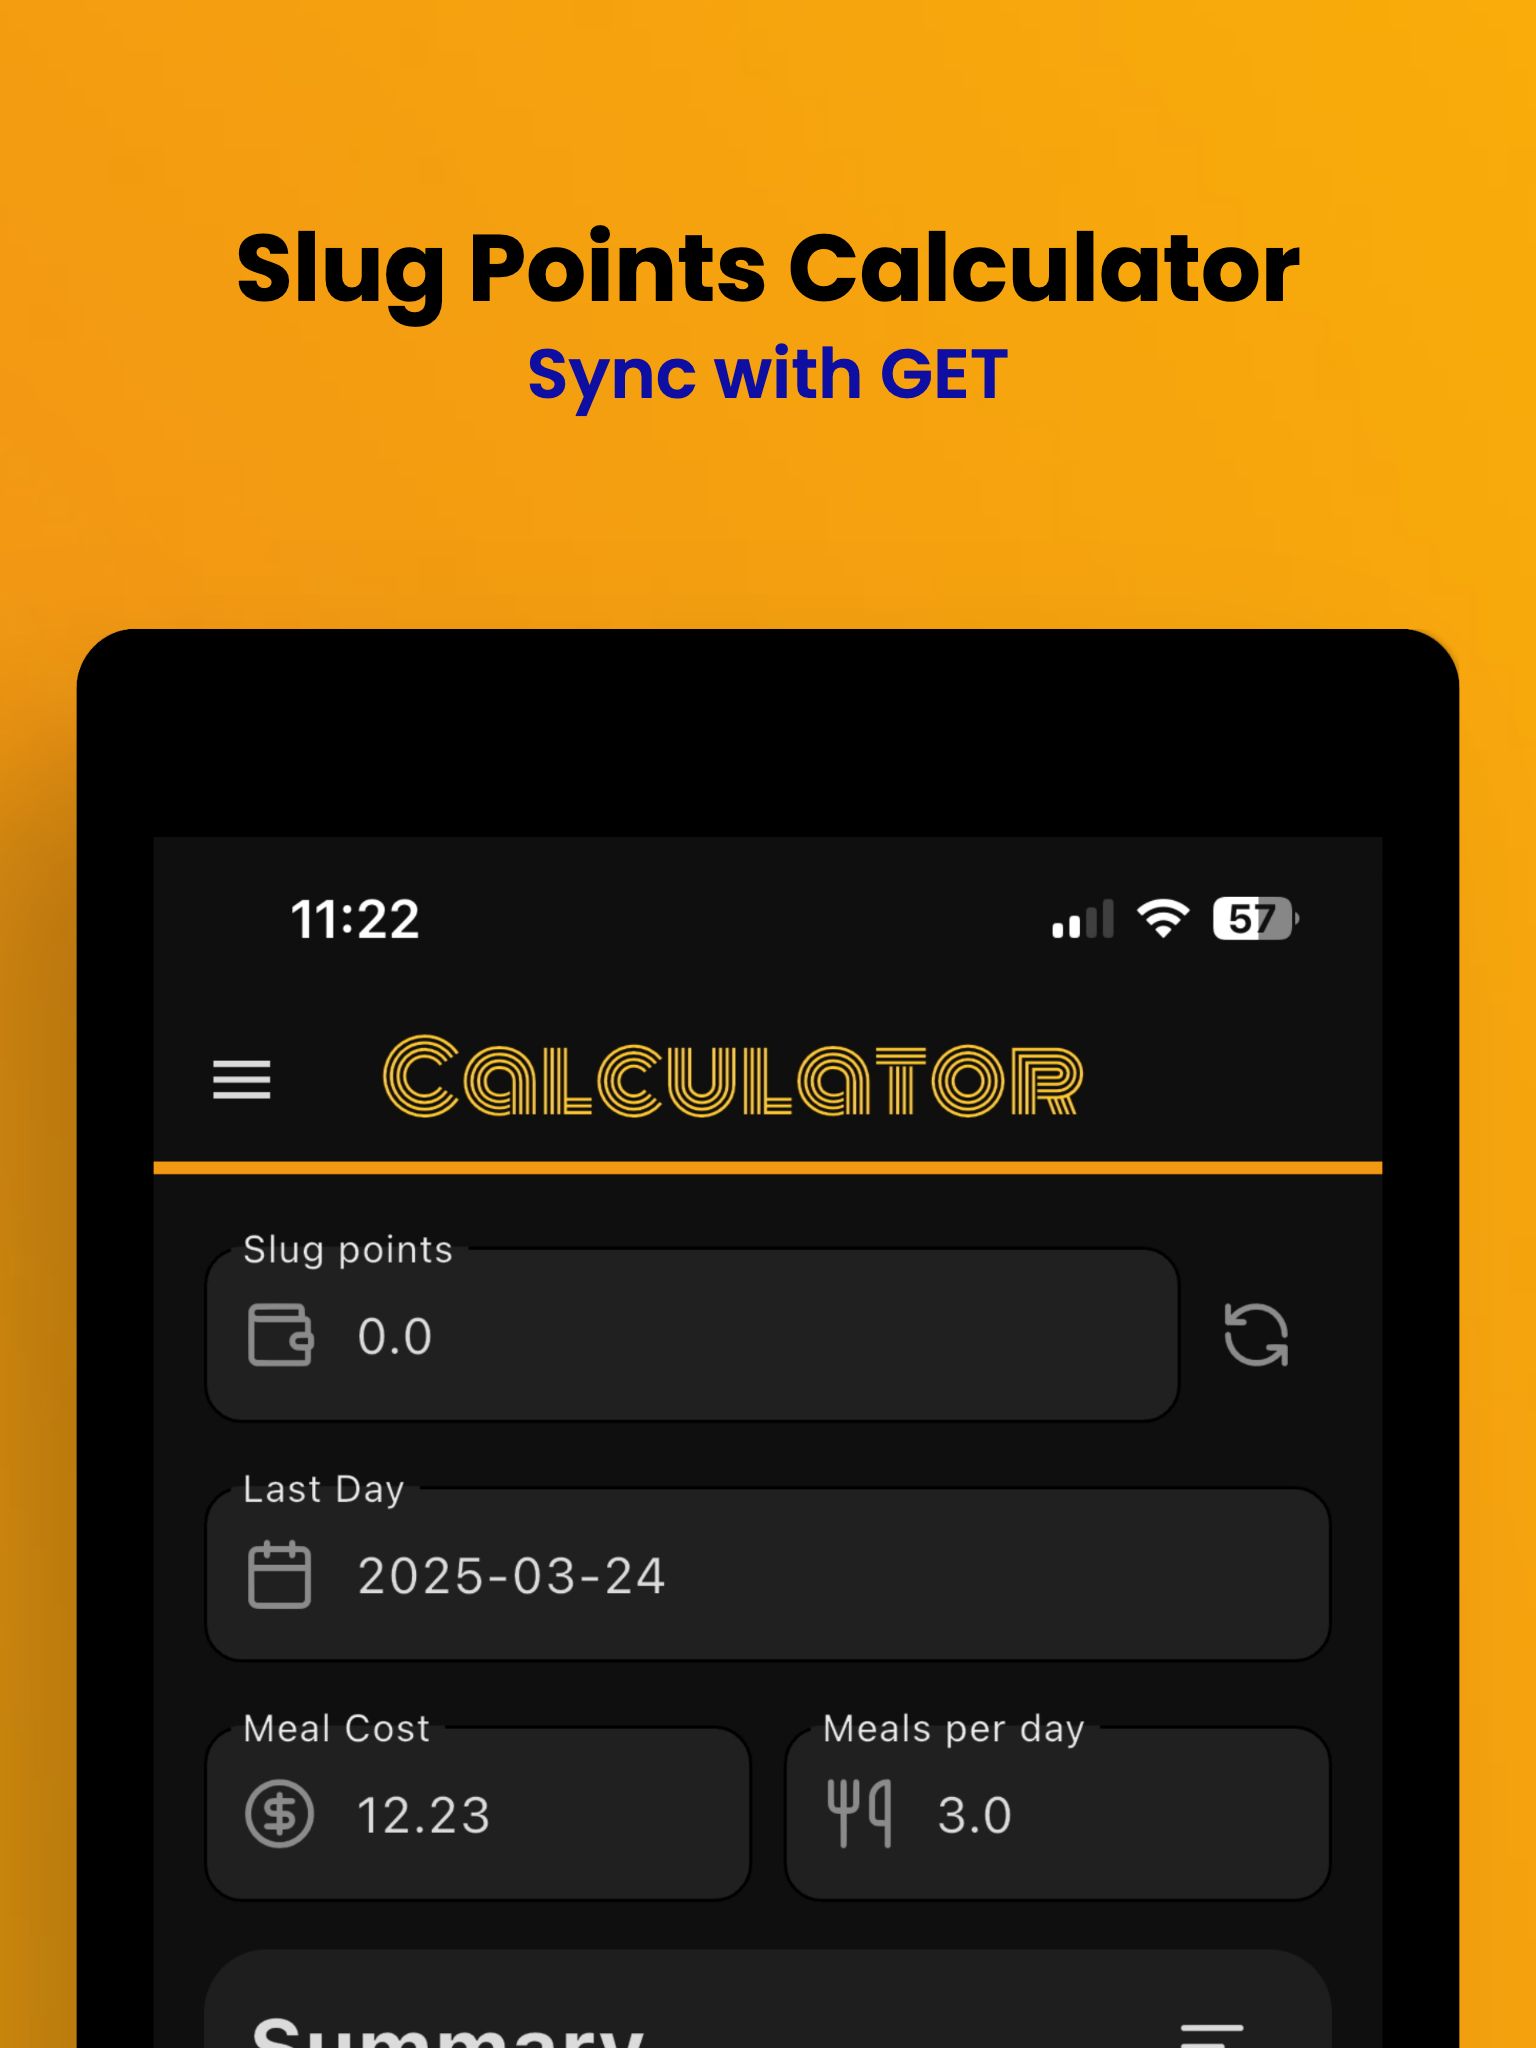 Slug Points Calculator
Sync with GET
11:22 57
Calculator
Slug points
0.0
Last Day
2025-03-24
Meal Cost Meals per day
12.23 3.0
Summary